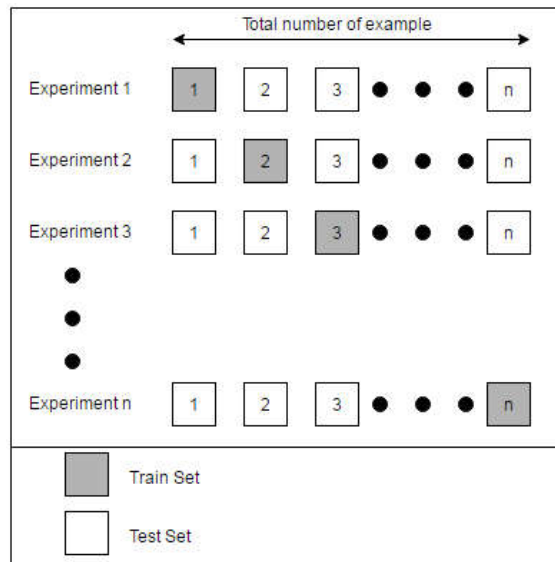 Total number of example
Experiment 1 1 2 3 n
Experiment 2 1 2 3 n
Experiment 3 1 2 3 n
Experiment n 1 2 3 n
Train Set
Test Set